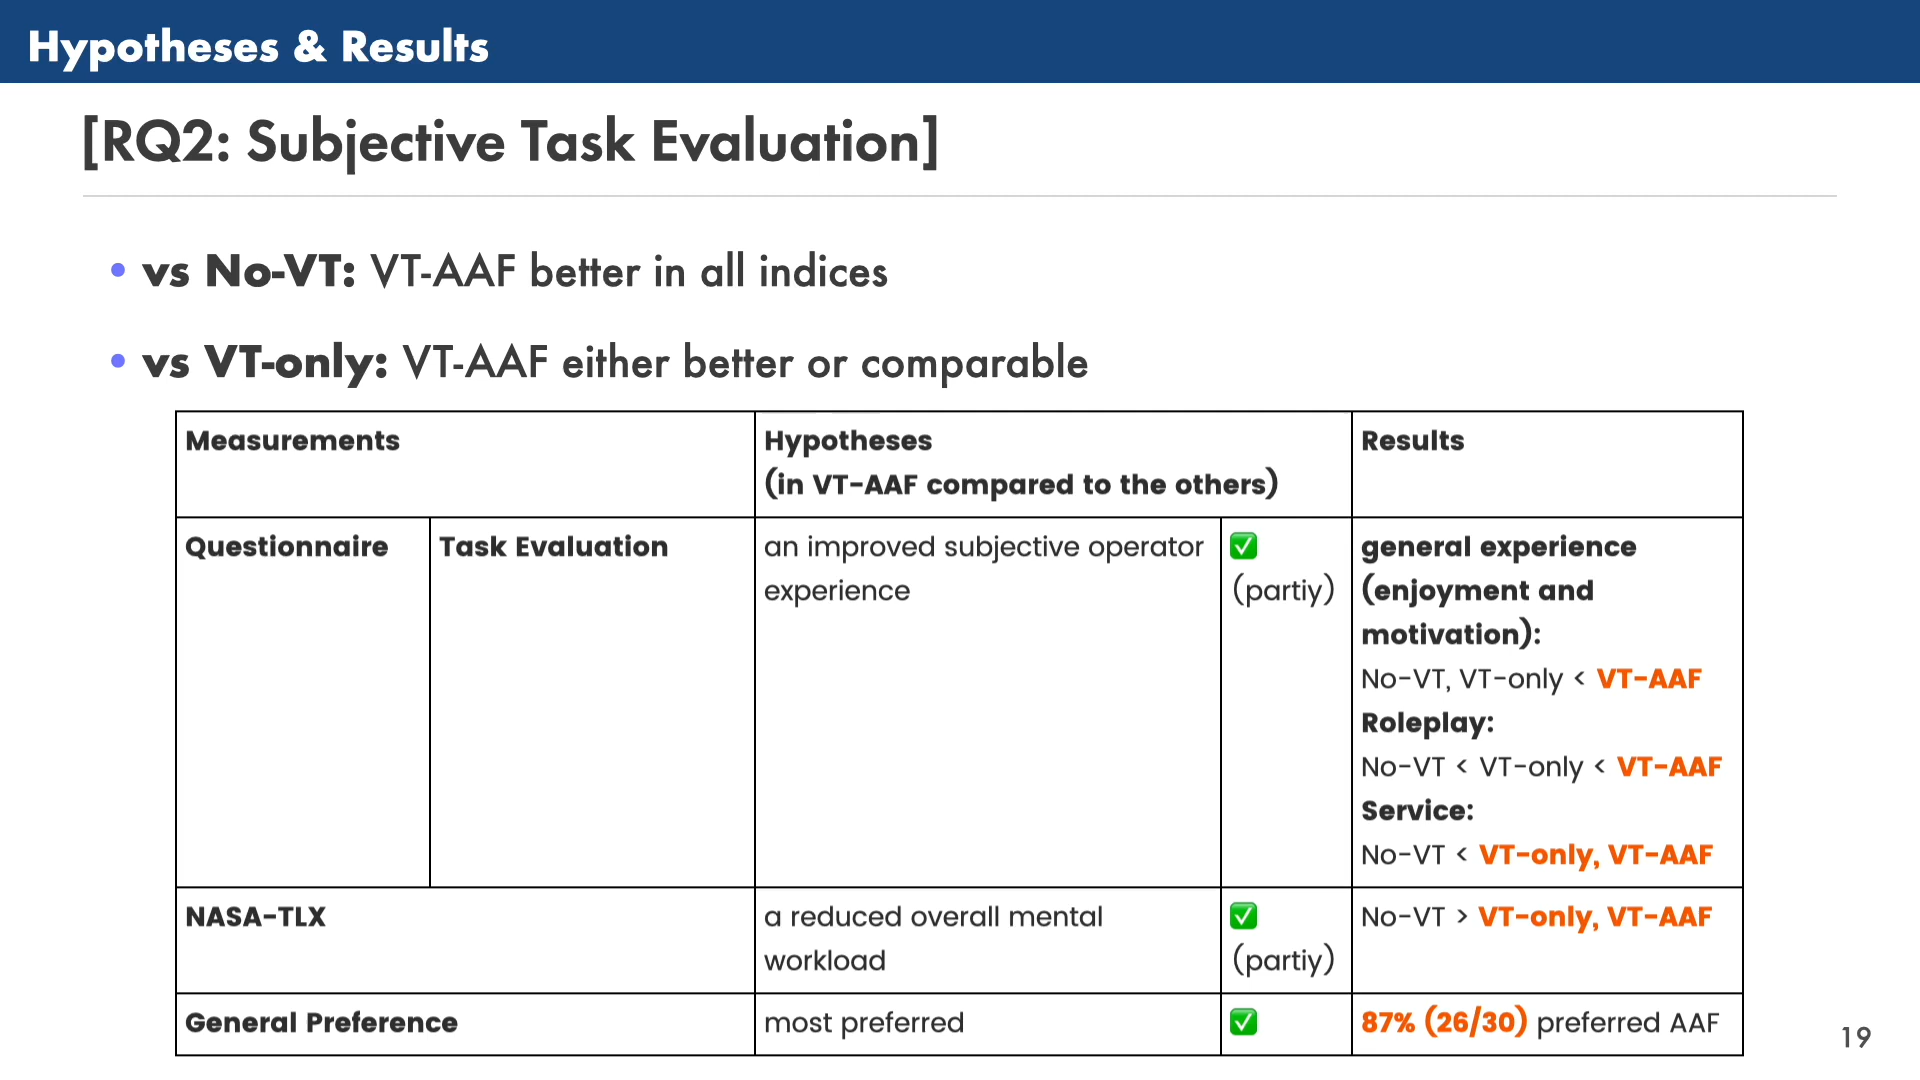 Hypotheses & Results
[RQ2: Subjective Task Evaluation]
• vs No-VT: VT-AAF better in all indices
• vs VT-only: VT-AAF either better or comparable
Measurements
Hypotheses
(in VT-AAF compared to the others)
Results
Questionnaire
Task Evaluation
an improved subjective operator
experience
✅
(partiy)
general experience
(enjoyment and
motivation):
No-VT, VT-only < VT-AAF
Roleplay:
No-VT < VT-only < VT-AAF
Service:
No-VT < VT-only, VT-AAF
NASA-TLX
a reduced overall mental
workload
✅
(partiy)
No-VT > VT-only, VT-AAF
General Preference
most preferred
✅
87% (26/30) preferred AAF
19